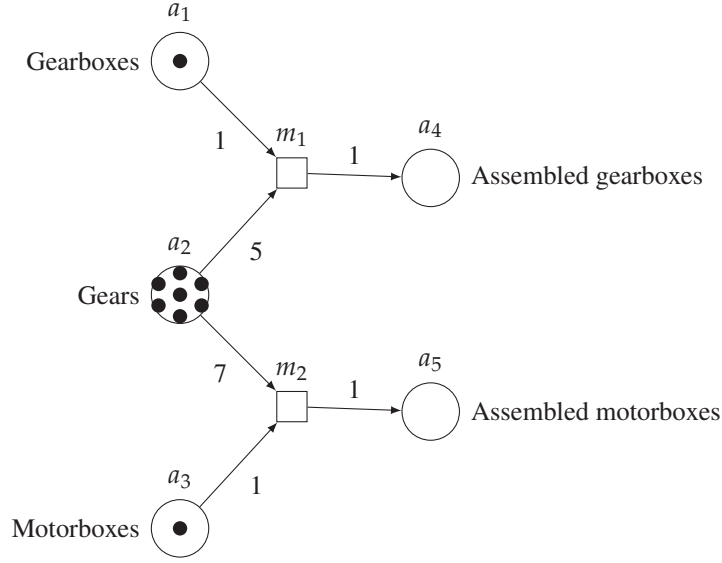 a1
Gearboxes
1
m1
1
a4
Assembled gearboxes
a2
5
Gears
7
m2
1
a5
Assembled motorboxes
a3
1
Motorboxes